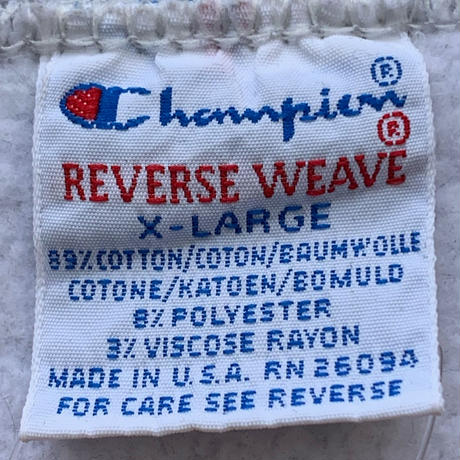 Champion®
REVERSE WEAVE®
X-LARGE
89% COTTON/COTON/BAUMWOLLE
COTONE/KATOEN/BOMULD
8% POLYESTER
3% VISCOSE RAYON
MADE IN U.S.A. RN 26094
FOR CARE SEE REVERSE